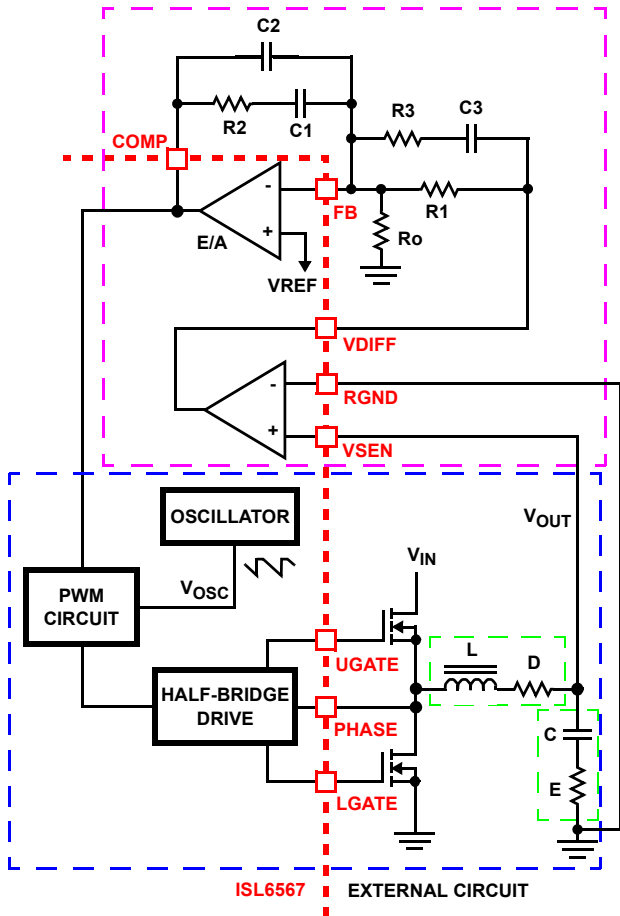 C2
R2
C1
R3
C3
COMP
FB
R1
E/A
-
+
Ro
VREF
VDIFF
-
RGND
+
VSEN
VOUT
OSCILLATOR
VIN
PWM
CIRCUIT
VOSC
UGATE
L
D
HALF-BRIDGE
DRIVE
PHASE
C
E
LGATE
ISL6567
EXTERNAL CIRCUIT